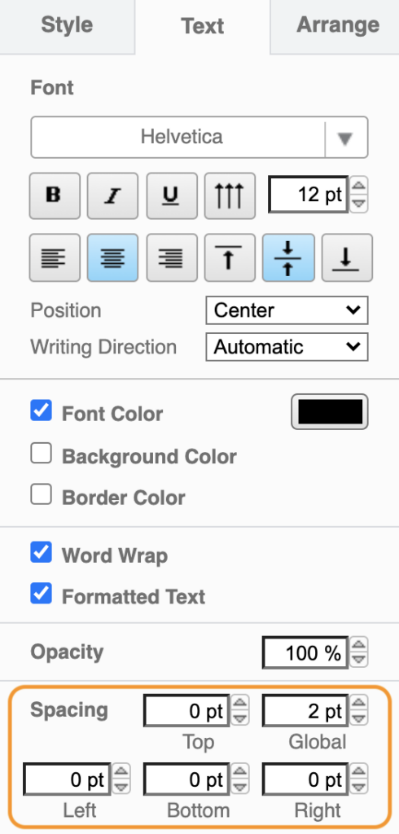 Style Text Arrange
Font
Helvetica
B I U 12 pt
Position Center
Writing Direction Automatic
Font Color
Background Color
Border Color
Word Wrap
Formatted Text
Opacity 100 %
Spacing 0 pt 2 pt
Top Global
0 pt 0 pt 0 pt
Left Bottom Right